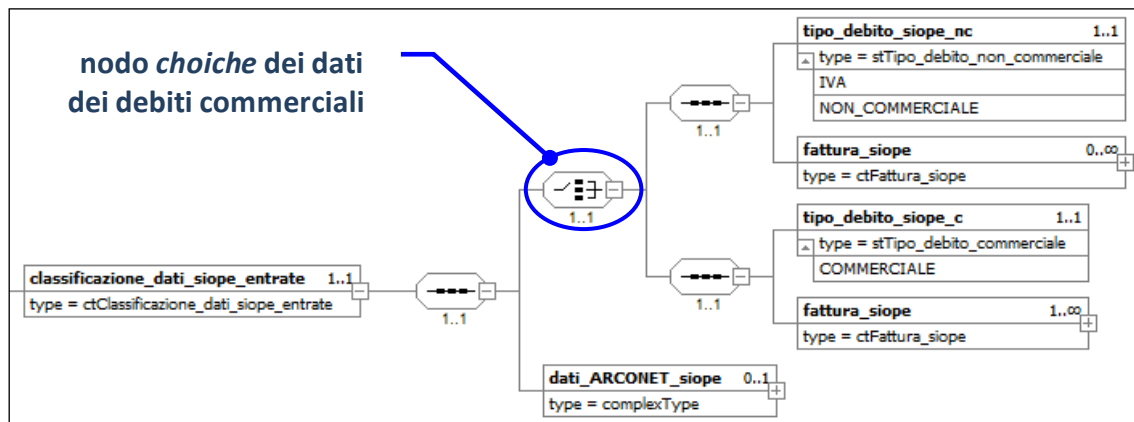 nodo choiche dei dati
dei debiti commerciali
tipo_debito_siope_nc 1..1
type = stTipo_debito_non_commerciale
IVA
NON_COMMERCIALE
1..1
fattura_siope 0..∞
type = ctFattura_siope
1..1
tipo_debito_siope_c 1..1
type = stTipo_debito_commerciale
COMMERCIALE
classificazione_dati_siope_entrate 1..1
type = ctClassificazione_dati_siope_entrate
1..1
1..1
fattura_siope 1..∞
type = ctFattura_siope
dati_ARCONET_siope 0..1
type = complexType